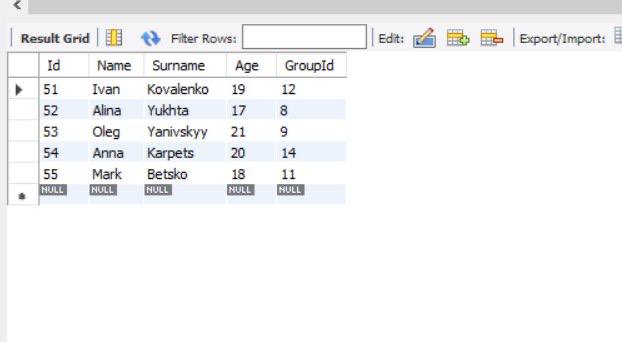 Result Grid Filter Rows: Edit: Export/Import:
Id Name Surname Age GroupId
51 Ivan Kovalenko 19 12
52 Alina Yukhta 17 8
53 Oleg Yanivskyy 21 9
54 Anna Karpets 20 14
55 Mark Betsko 18 11
NULL NULL NULL NULL NULL